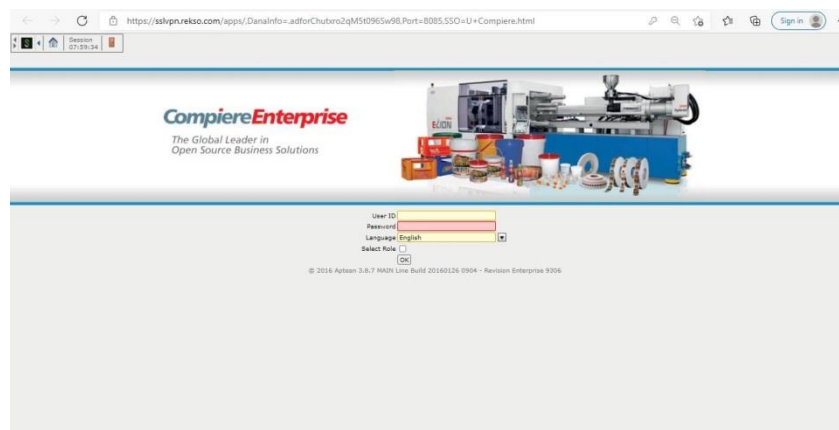 https://sslvpn.rekso.com/apps/,DanaInfo=.adforChutxro2qM5t0965w98,Port=8085,SSO=U+Compiere.html
Sign in
Session
07:59:34
CompiereEnterprise
The Global Leader in
Open Source Business Solutions
User ID
Password
Language English
Select Role
OK
© 2016 Aptean 3.8.7 MAIN Line Build 20160126 0904 - Revision Enterprise 9306